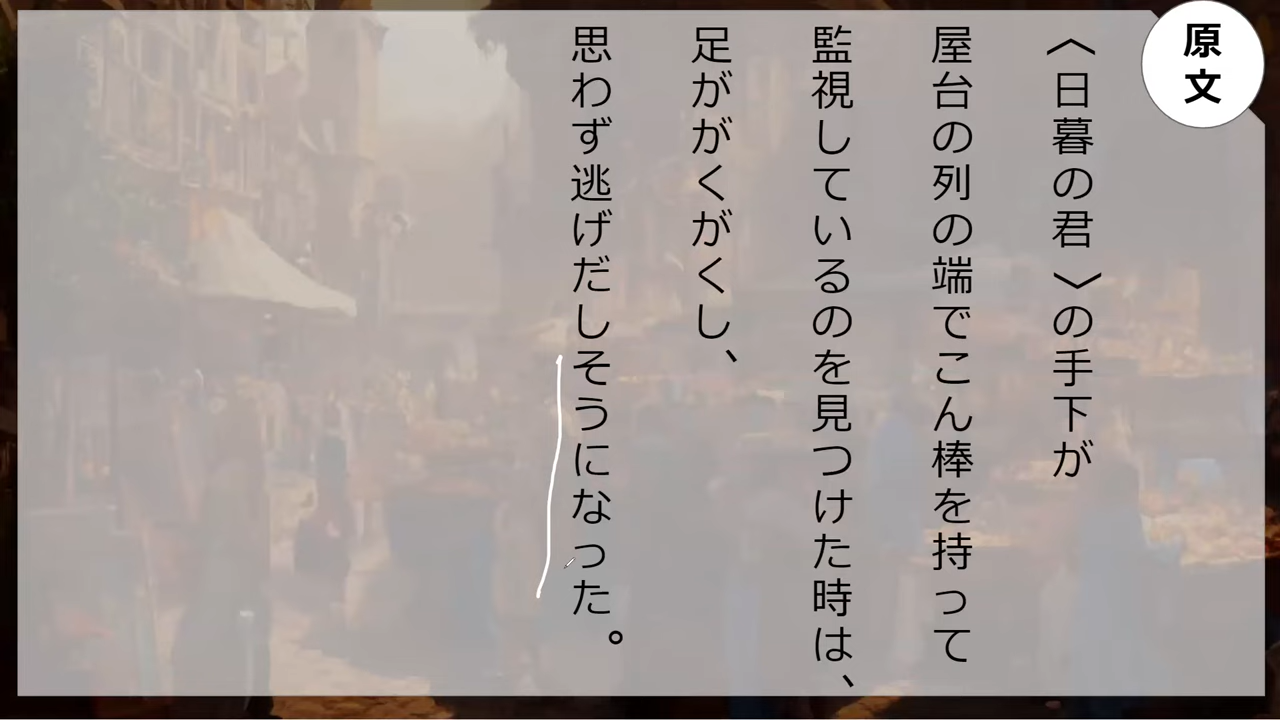 原文
〈日暮の君〉の手下が
屋台の列の端でこん棒を持って
監視しているのを見つけた時は、
足ががくがくし、
思わず逃げだしそうになった。